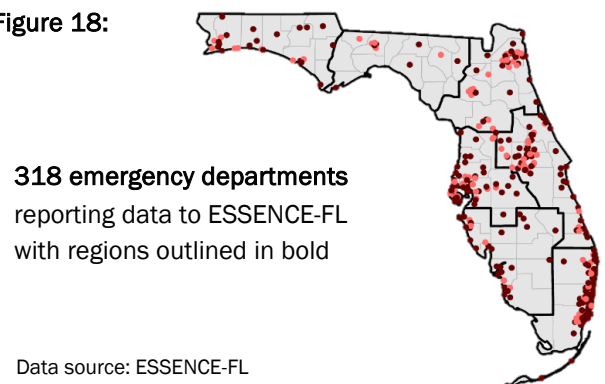 Figure 18:
318 emergency departments
reporting data to ESSENCE-FL
with regions outlined in bold
Data source: ESSENCE-FL